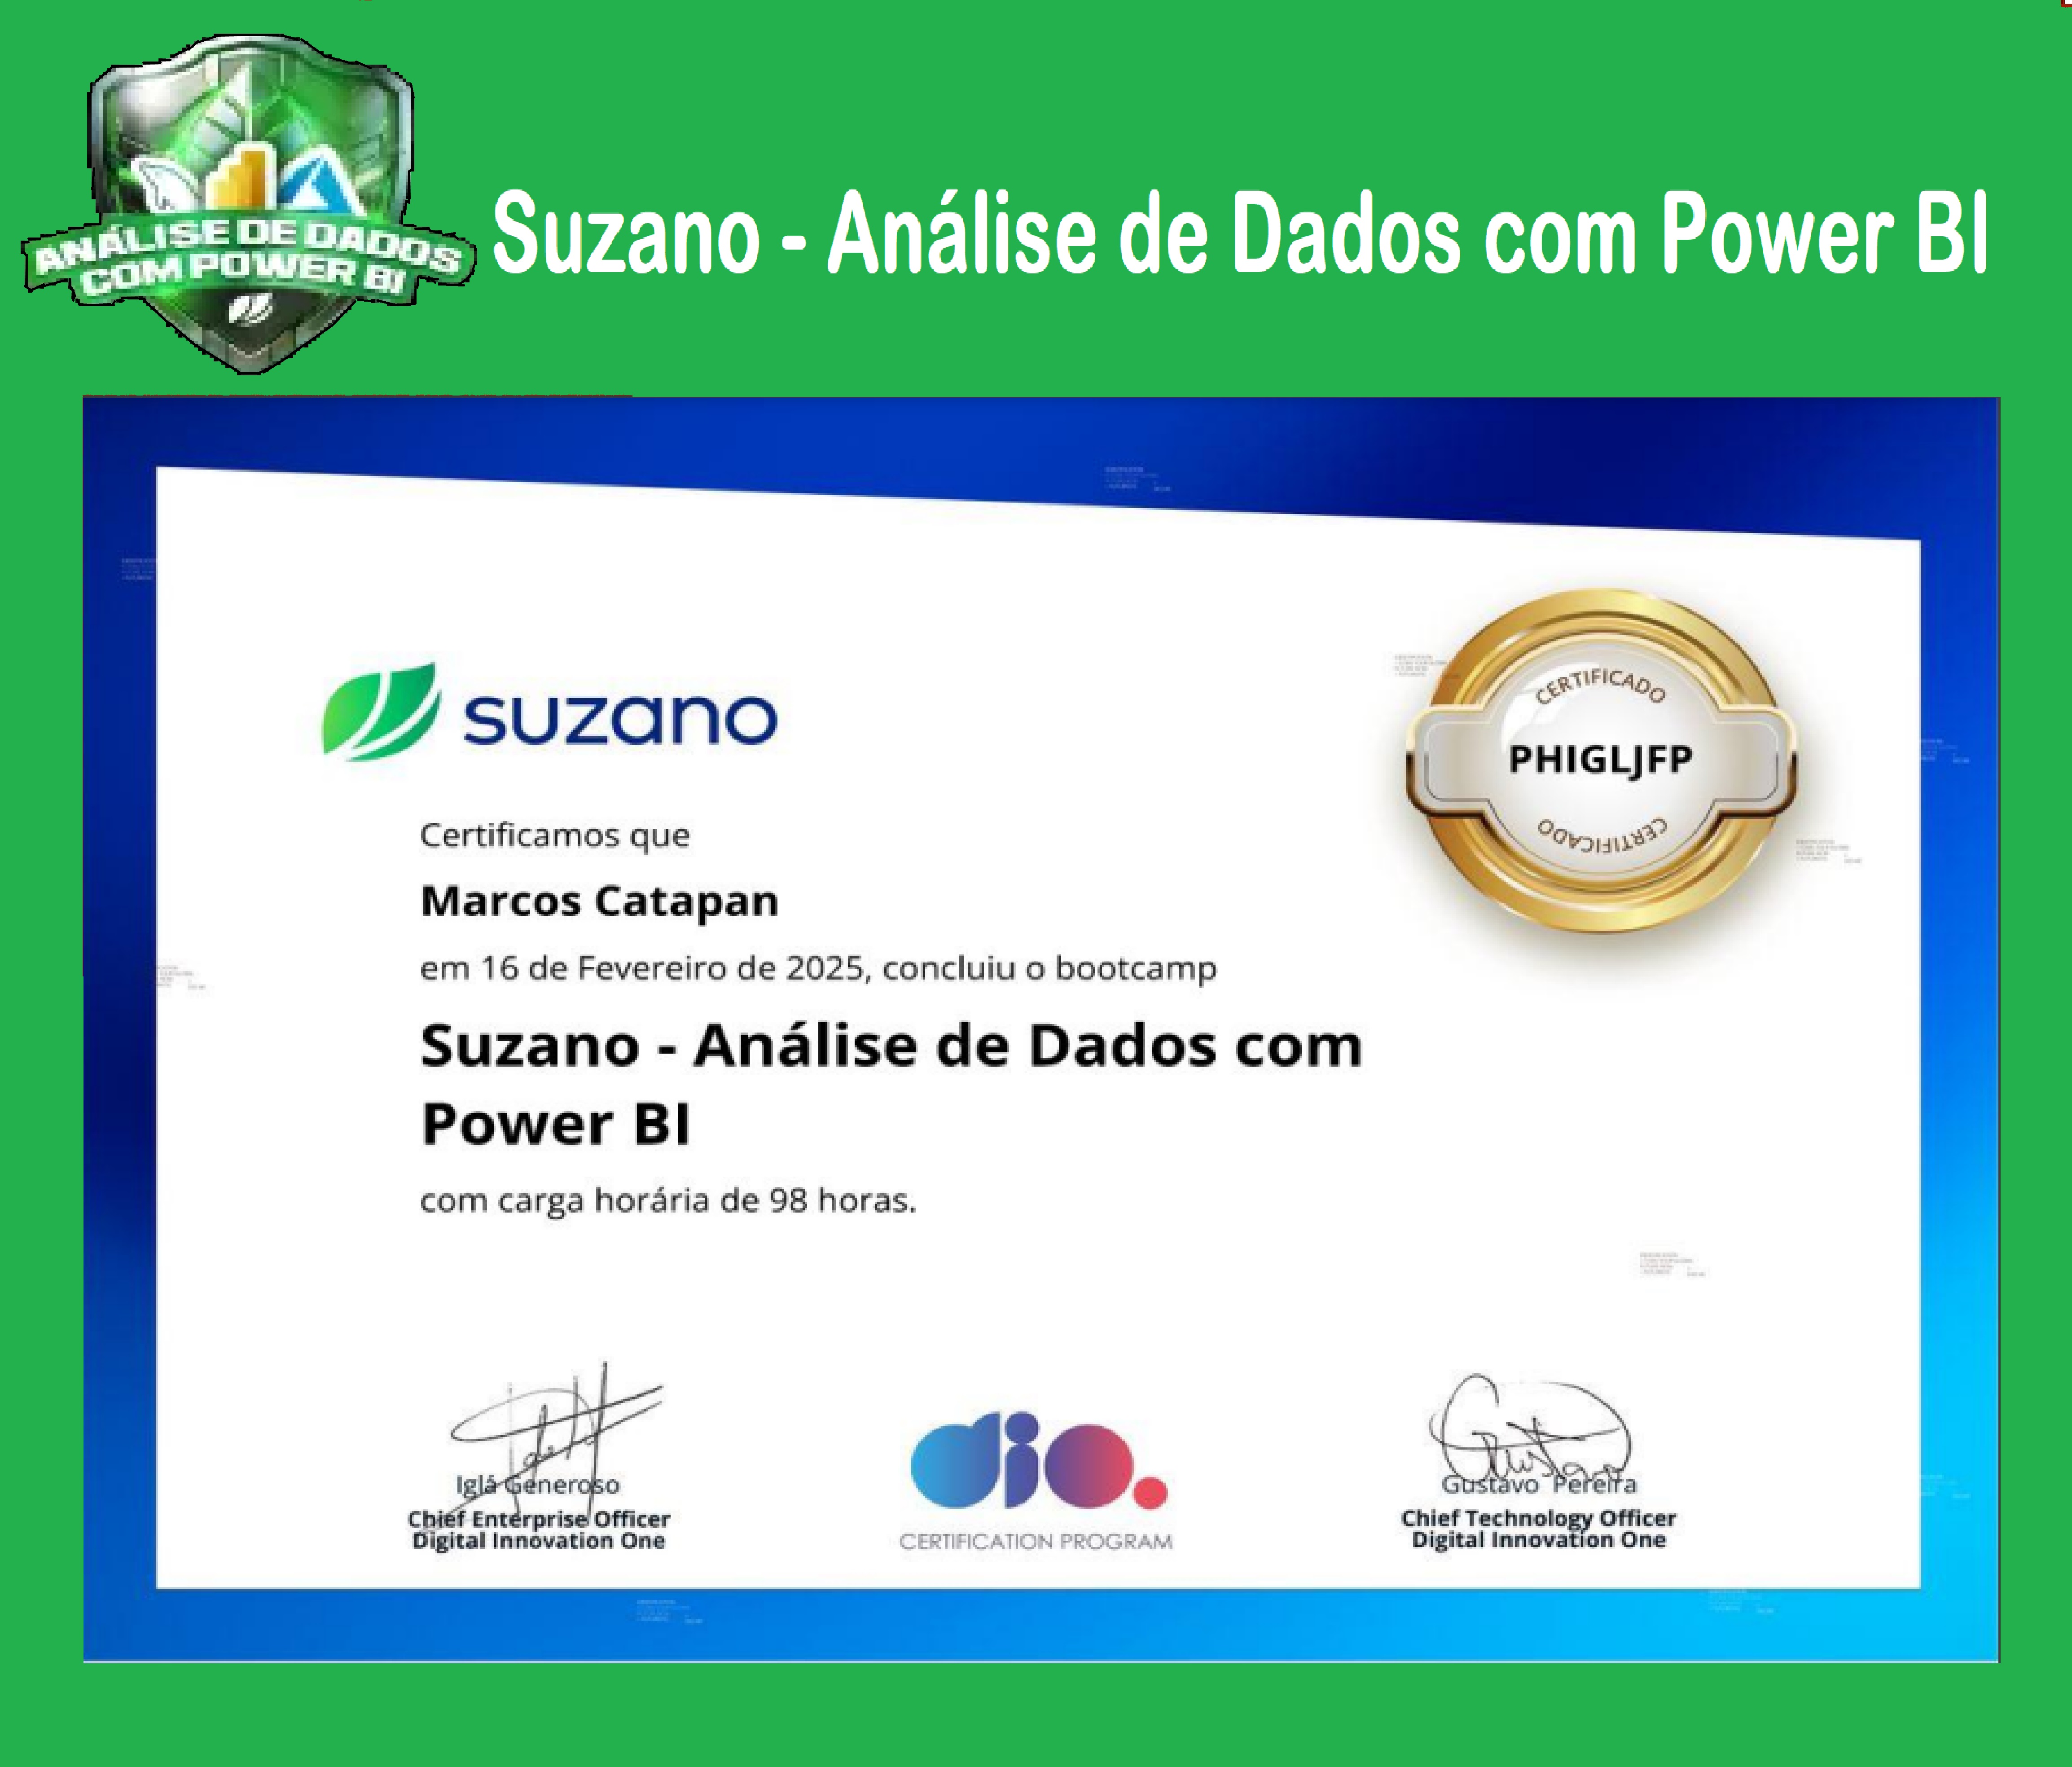 ANÁLISE DE DADOS
COM POWER BI
Suzano - Análise de Dados com Power BI
suzano
CERTIFICADO
PHIGLJFP
CERTIFICADO
Certificamos que
Marcos Catapan
em 16 de Fevereiro de 2025, concluiu o bootcamp
Suzano - Análise de Dados com
Power BI
com carga horária de 98 horas.
Iglá Generoso
Chief Enterprise Officer
Digital Innovation One
dio.
CERTIFICATION PROGRAM
Gustavo Pereira
Chief Technology Officer
Digital Innovation One